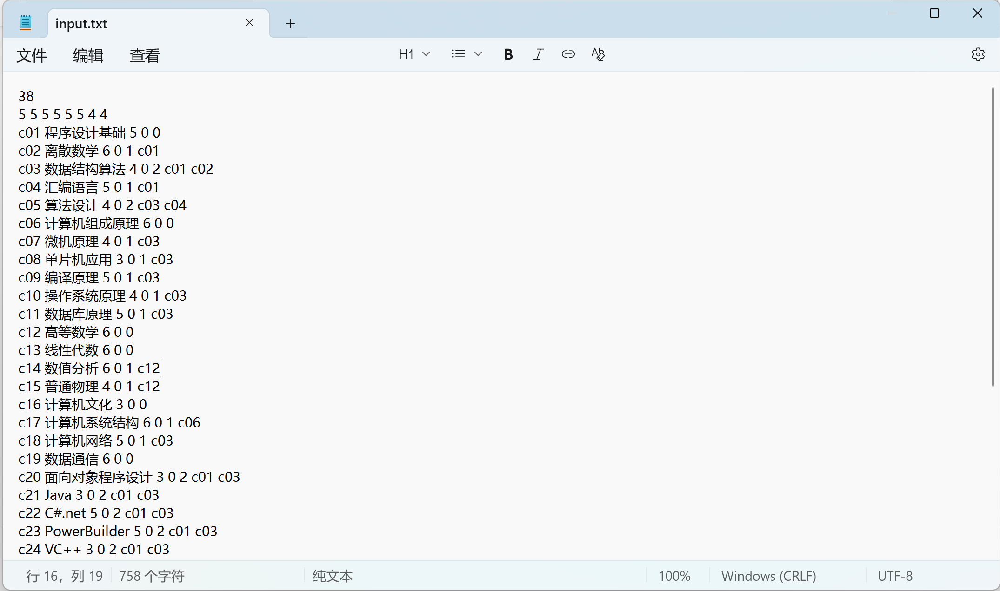 input.txt
文件 编辑 查看 H1 B I
38
5 5 5 5 5 5 4 4
c01 程序设计基础 5 0 0
c02 离散数学 6 0 1 c01
c03 数据结构算法 4 0 2 c01 c02
c04 汇编语言 5 0 1 c01
c05 算法设计 4 0 2 c03 c04
c06 计算机组成原理 6 0 0
c07 微机原理 4 0 1 c03
c08 单片机应用 3 0 1 c03
c09 编译原理 5 0 1 c03
c10 操作系统原理 4 0 1 c03
c11 数据库原理 5 0 1 c03
c12 高等数学 6 0 0
c13 线性代数 6 0 0
c14 数值分析 6 0 1 c12
c15 普通物理 4 0 1 c12
c16 计算机文化 3 0 0
c17 计算机系统结构 6 0 1 c06
c18 计算机网络 5 0 1 c03
c19 数据通信 6 0 0
c20 面向对象程序设计 3 0 2 c01 c03
c21 Java 3 0 2 c01 c03
c22 C#.net 5 0 2 c01 c03
c23 PowerBuilder 5 0 2 c01 c03
c24 VC++ 3 0 2 c01 c03
行 16，列 19 758 个字符 纯文本 100% Windows (CRLF) UTF-8